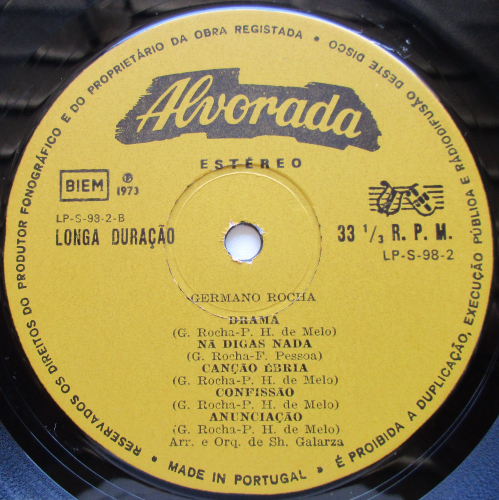 RESERVADOS OS DIREITOS DO PRODUTOR FONOGRÁFICO E DO PROPRIETÁRIO DA OBRA REGISTADA • É PROIBIDA A DUPLICAÇÃO, EXECUÇÃO PÚBLICA E RÁDIODIFUSÃO DESTE DISCO •
Alvorada
ESTÉREO
BIEM
℗
1973
LP-S-98-2-B
LONGA DURAÇÃO
33 1/3 R. P. M.
LP-S-98-2
GERMANO ROCHA
DRAMA
(G. Rocha-P. H. de Melo)
NÃ DIGAS NADA
(G. Rocha-F. Pessoa)
CANÇÃO ÉBRIA
(G. Rocha-P. H. de Melo)
CONFISSÃO
(G. Rocha-P. H. de Melo)
ANUNCIAÇÃO
(G. Rocha-P. H. de Melo)
Arr. e Orq. de Sh. Galarza
• MADE IN PORTUGAL •